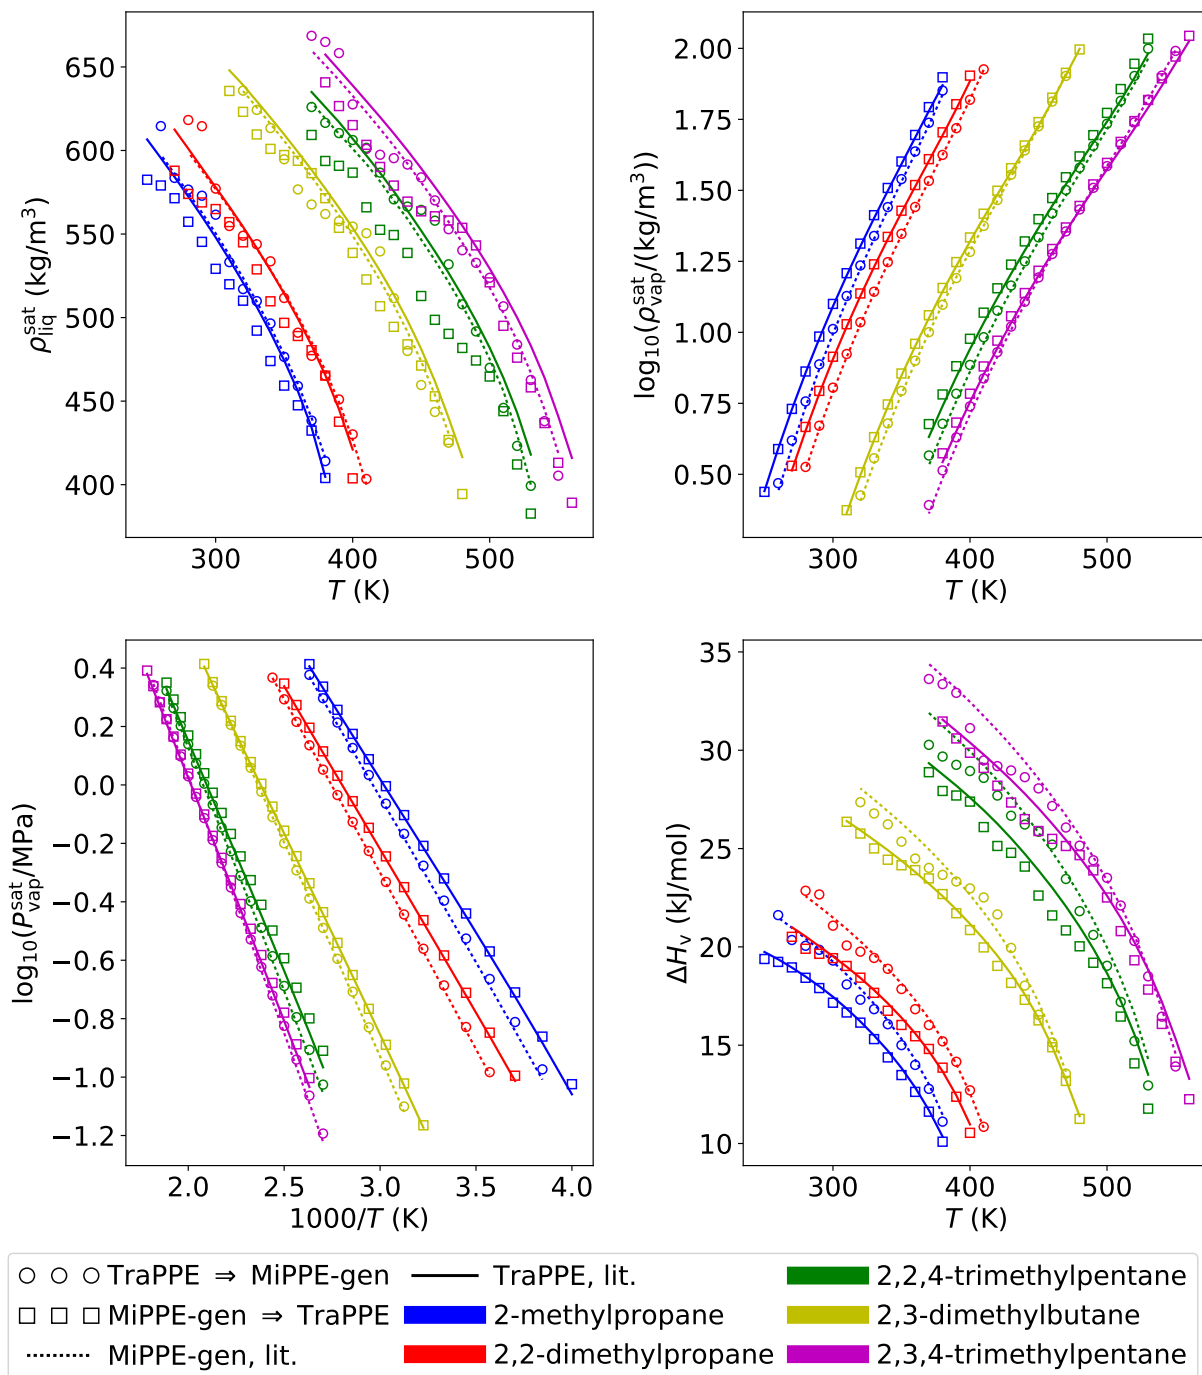 650
600
550
500
450
400
ρ_liq^sat (kg/m³)
300 400 500
T (K)
2.00
1.75
1.50
1.25
1.00
0.75
0.50
log₁₀(ρ_vap^sat/(kg/m³))
300 400 500
T (K)
0.4
0.2
0.0
−0.2
−0.4
−0.6
−0.8
−1.0
−1.2
log₁₀(P_vap^sat/MPa)
2.0 2.5 3.0 3.5 4.0
1000/T (K)
35
30
25
20
15
10
ΔH_v (kJ/mol)
300 400 500
T (K)
TraPPE ⇒ MiPPE-gen
MiPPE-gen ⇒ TraPPE
MiPPE-gen, lit.
TraPPE, lit.
2-methylpropane
2,2-dimethylpropane
2,2,4-trimethylpentane
2,3-dimethylbutane
2,3,4-trimethylpentane